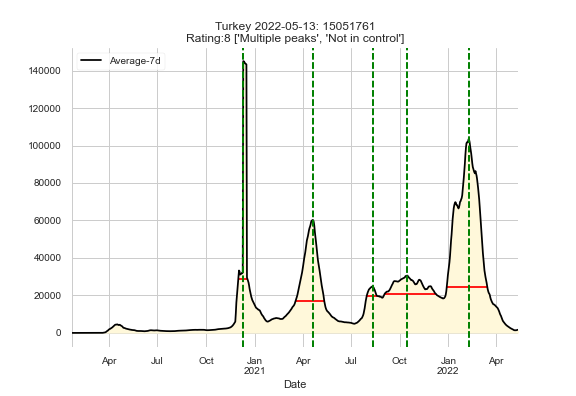 Turkey 2022-05-13: 15051761
Rating:8 ['Multiple peaks', 'Not in control']
Average-7d
140000
120000
100000
80000
60000
40000
20000
0
Apr Jul Oct Jan Apr Jul Oct Jan Apr
2021 2022
Date